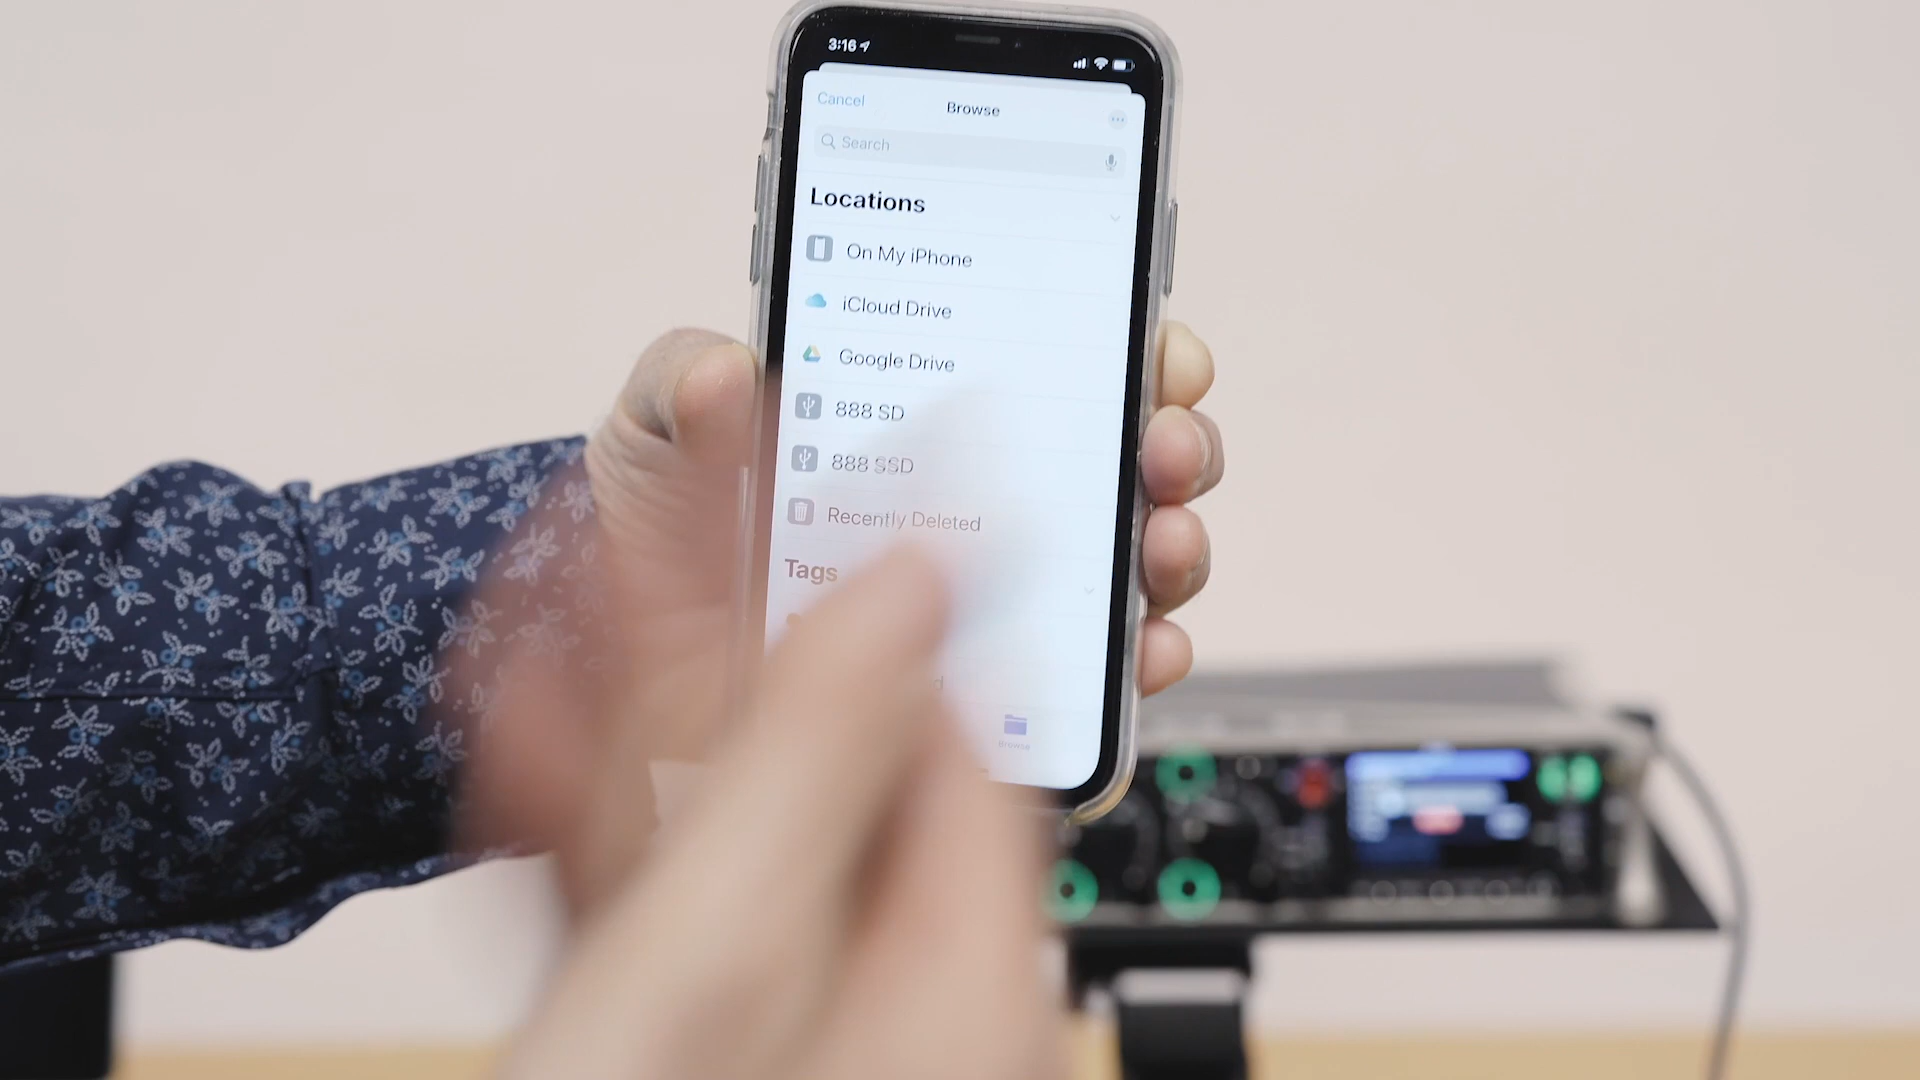 3:16
Cancel
Browse
Search
Locations
On My iPhone
iCloud Drive
Google Drive
888 SD
888 SSD
Recently Deleted
Tags
Browse